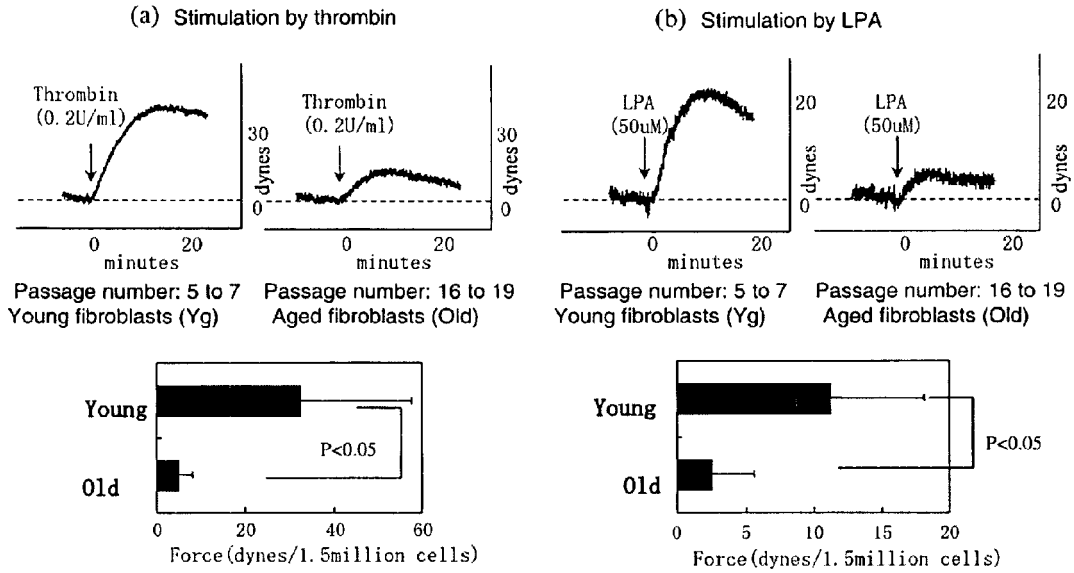 (a) Stimulation by thrombin
Thrombin
(0.2U/ml)
30
dynes
0
0 20
minutes
Passage number: 5 to 7
Young fibroblasts (Yg)
Thrombin
(0.2U/ml)
30
dynes
0
0 20
minutes
Passage number: 16 to 19
Aged fibroblasts (Old)
Young
Old
P<0.05
0 20 40 60
Force(dynes/1.5million cells)
(b) Stimulation by LPA
LPA
(50uM)
20
dynes
0
0 20
minutes
Passage number: 5 to 7
Young fibroblasts (Yg)
LPA
(50uM)
20
dynes
0
0 20
minutes
Passage number: 16 to 19
Aged fibroblasts (Old)
Young
Old
P<0.05
0 5 10 15 20
Force(dynes/1.5million cells)